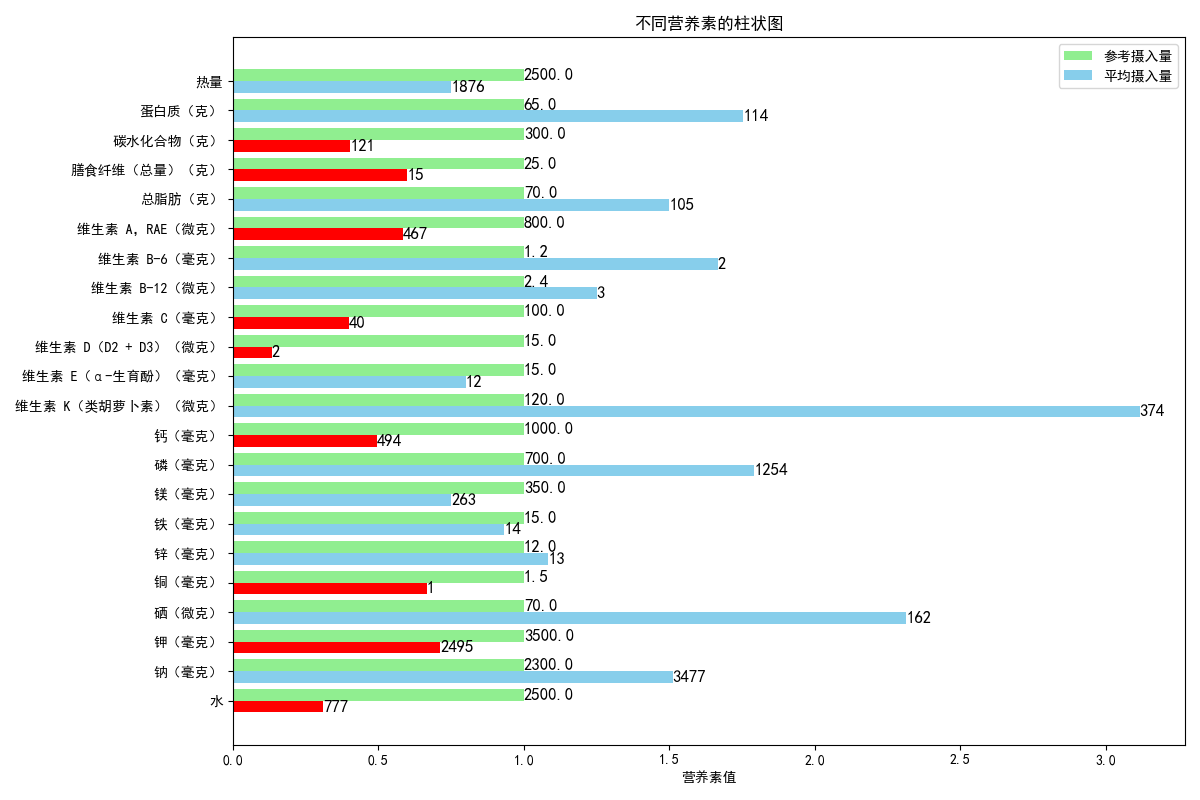 不同营养素的柱状图
参考摄入量
平均摄入量
热量 2500.0
1876
蛋白质（克） 65.0
114
碳水化合物（克） 300.0
121
膳食纤维（总量）（克） 25.0
15
总脂肪（克） 70.0
105
维生素 A, RAE（微克） 800.0
467
维生素 B-6（毫克） 1.2
2
维生素 B-12（微克） 2.4
3
维生素 C（毫克） 100.0
40
维生素 D（D2 + D3）（微克） 15.0
2
维生素 E（α-生育酚）（毫克） 15.0
12
维生素 K（类胡萝卜素）（微克） 120.0
374
钙（毫克） 1000.0
494
磷（毫克） 700.0
1254
镁（毫克） 350.0
263
铁（毫克） 15.0
14
锌（毫克） 12.0
13
铜（毫克） 1.5
1
硒（微克） 70.0
162
钾（毫克） 3500.0
2495
钠（毫克） 2300.0
3477
水 2500.0
777
0.0 0.5 1.0 1.5 2.0 2.5 3.0
营养素值